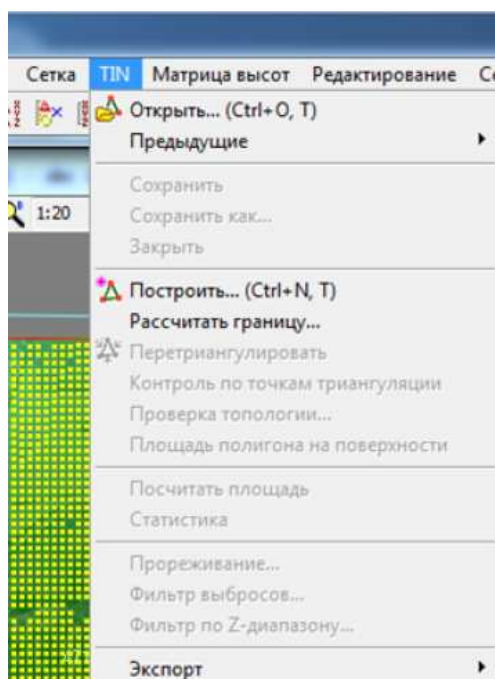 Сетка TIN Матрица высот Редактирование
Открыть... (Ctrl+O, T)
Предыдущие
Сохранить
1:20 Сохранить как...
Закрыть
Построить... (Ctrl+N, T)
Рассчитать границу...
Перетриангулировать
Контроль по точкам триангуляции
Проверка топологии...
Площадь полигона на поверхности
Посчитать площадь
Статистика
Прореживание...
Фильтр выбросов...
Фильтр по Z-диапазону...
Экспорт